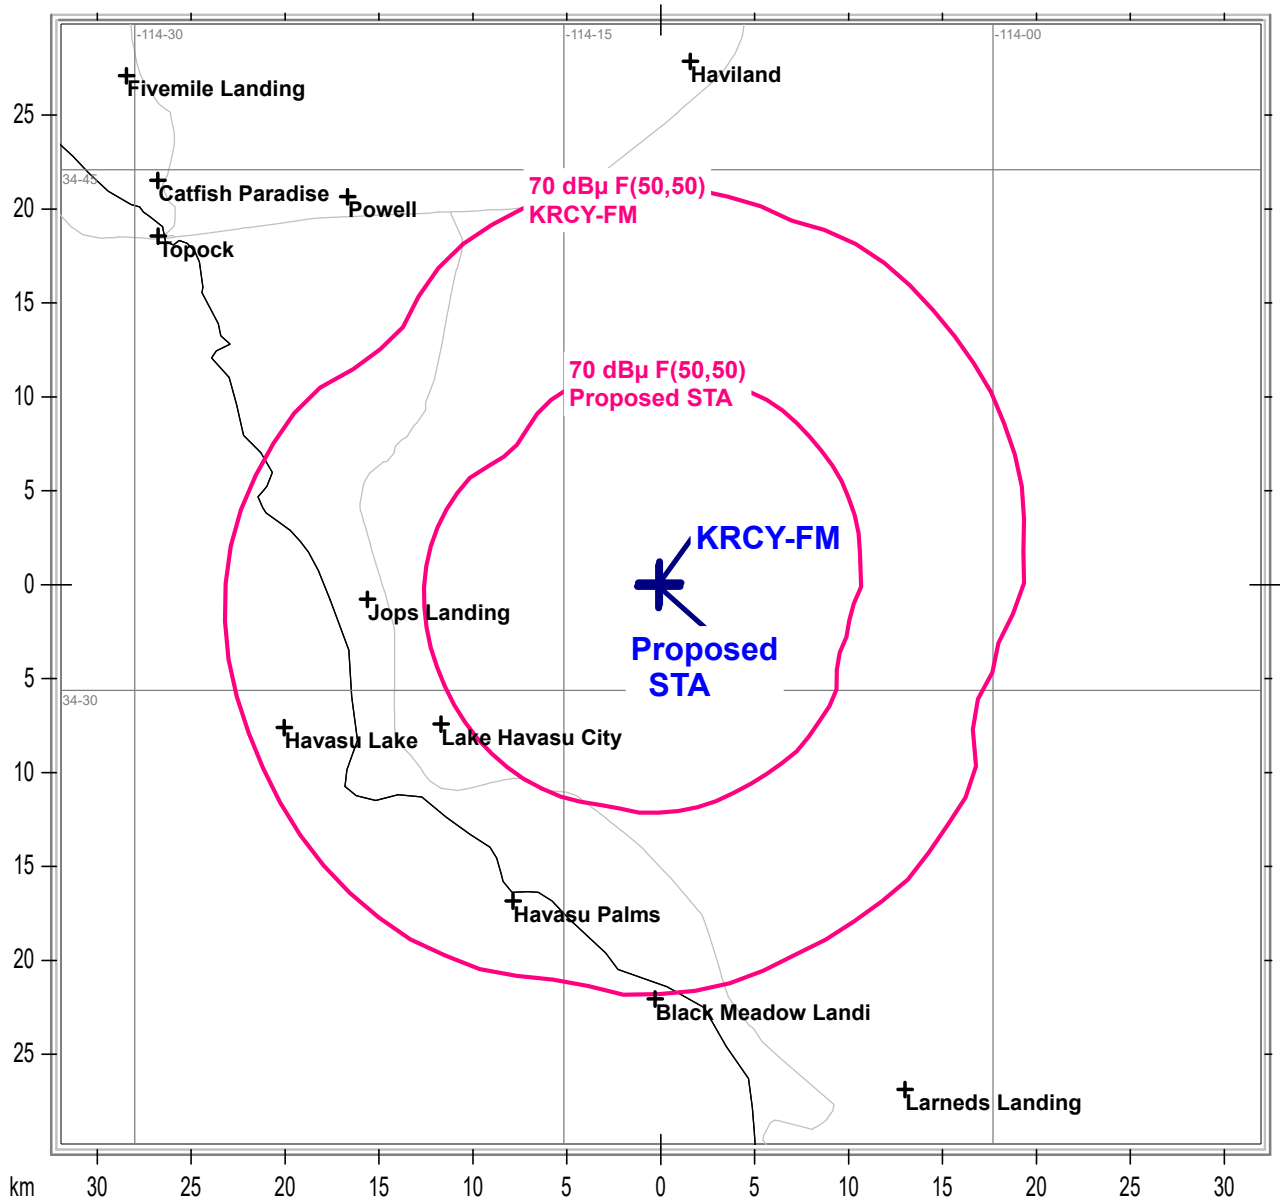 -114-30
-114-15
-114-00
Haviland
Fivemile Landing
25
34-45
Catfish Paradise
70 dBµ F(50,50)
KRCY-FM
Powell
20
Topock
15
70 dBµ F(50,50)
Proposed STA
10
5
KRCY-FM
0
Jops Landing
Proposed
STA
5
34-30
Havasu Lake
Lake Havasu City
10
15
Havasu Palms
20
Black Meadow Landi
25
Larneds Landing
km 30 25 20 15 10 5 0 5 10 15 20 25 30